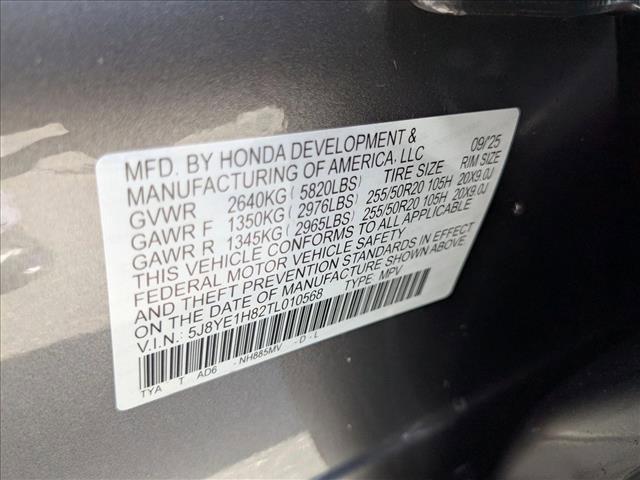 MFD. BY HONDA DEVELOPMENT & 09/25
MANUFACTURING OF AMERICA, LLC
GVWR 2640KG (5820LBS) TIRE SIZE RIM SIZE
GAWR F 1350KG (2976LBS) 255/50R20 105H 20X9.0J
GAWR R 1345KG (2965LBS) 255/50R20 105H 20X9.0J
THIS VEHICLE CONFORMS TO ALL APPLICABLE
FEDERAL MOTOR VEHICLE SAFETY
AND THEFT PREVENTION STANDARDS IN EFFECT
ON THE DATE OF MANUFACTURE SHOWN ABOVE
V.I.N.: 5J8YE1H82TL010568 TYPE: MPV
TYA T AD6 -NH885MV -D-L